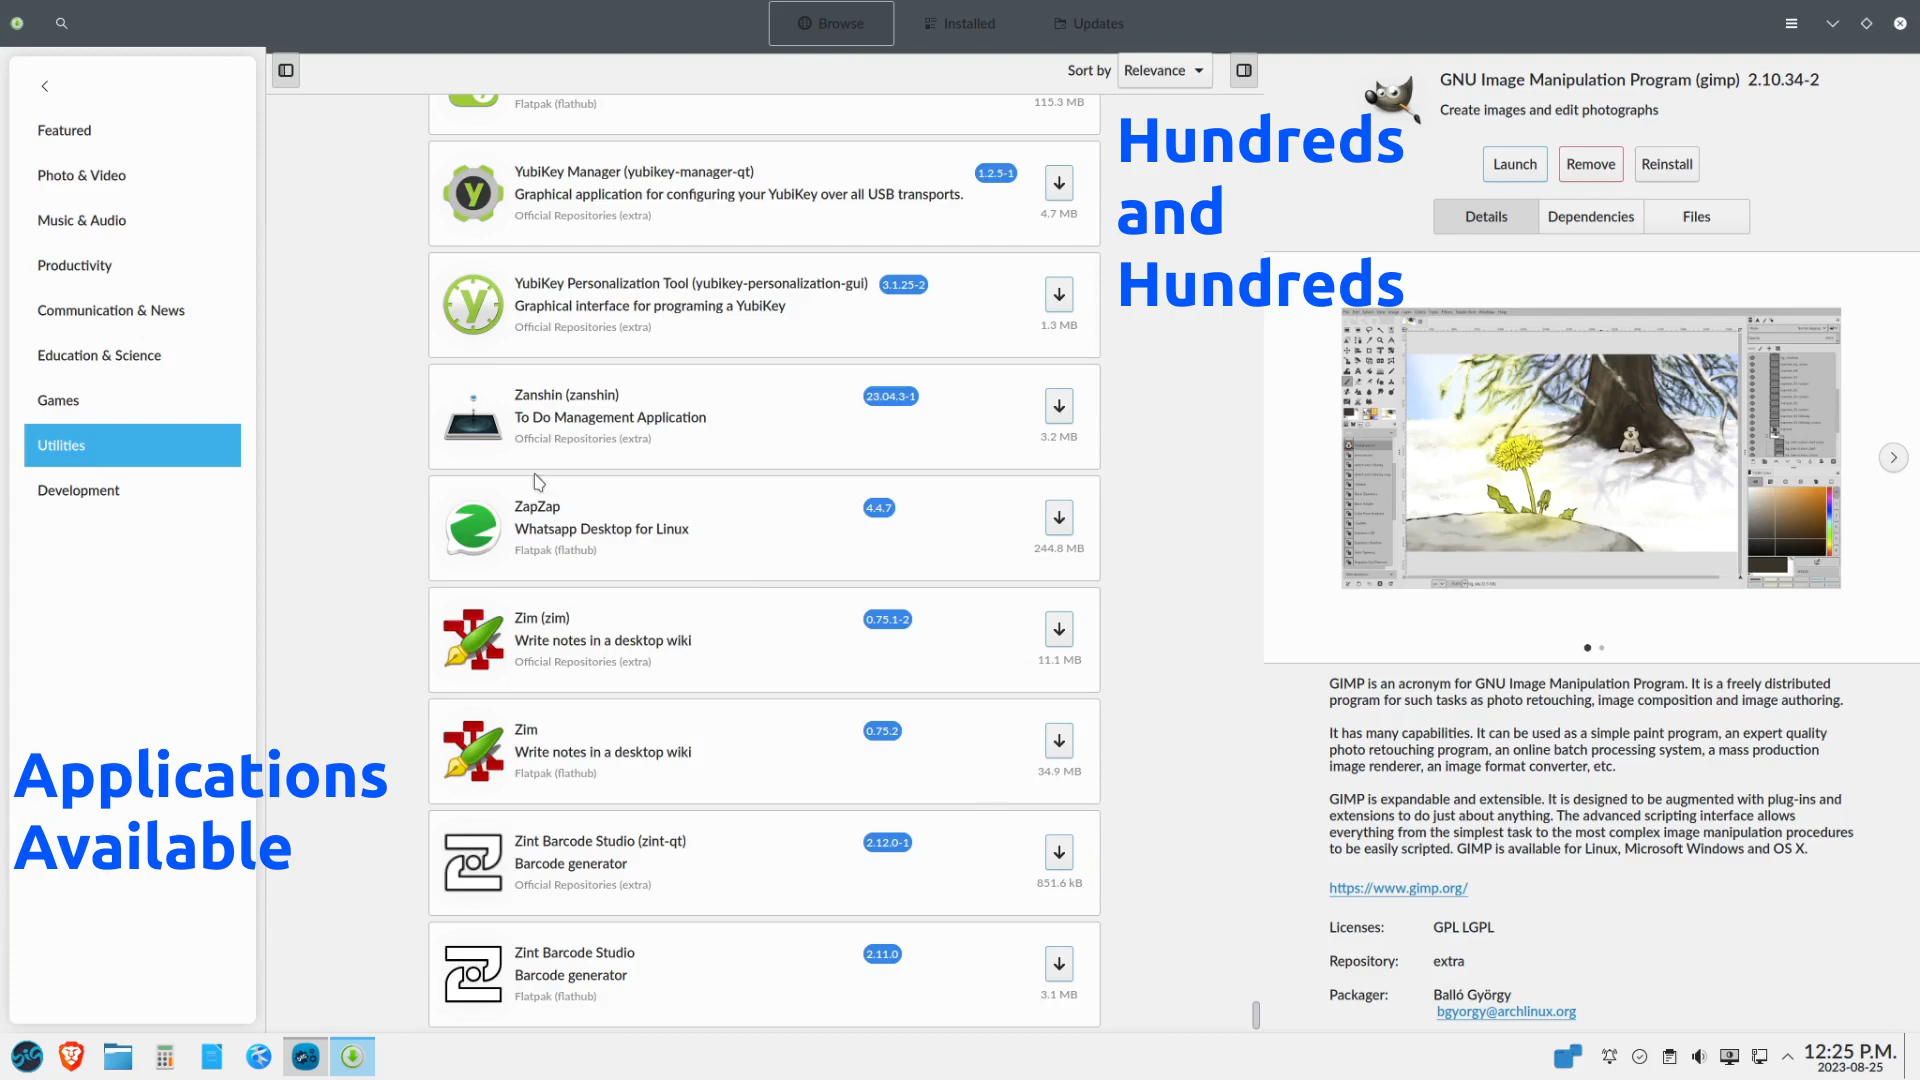 Browse
Installed
Updates
Sort by
Relevance
Featured
Photo & Video
Music & Audio
Productivity
Communication & News
Education & Science
Games
Utilities
Development
Flatpak (flathub)
115.3 MB
YubiKey Manager (yubikey-manager-qt)
1.2.5-1
Graphical application for configuring your YubiKey over all USB transports.
Official Repositories (extra)
4.7 MB
YubiKey Personalization Tool (yubikey-personalization-gui)
3.1.25-2
Graphical interface for programing a YubiKey
Official Repositories (extra)
1.3 MB
Zanshin (zanshin)
23.04.3-1
To Do Management Application
Official Repositories (extra)
3.2 MB
ZapZap
4.4.7
Whatsapp Desktop for Linux
Flatpak (flathub)
244.8 MB
Zim (zim)
0.75.1-2
Write notes in a desktop wiki
Official Repositories (extra)
11.1 MB
Zim
0.75.2
Write notes in a desktop wiki
Flatpak (flathub)
34.9 MB
Zint Barcode Studio (zint-qt)
2.12.0-1
Barcode generator
Official Repositories (extra)
851.6 kB
Zint Barcode Studio
2.11.0
Barcode generator
Flatpak (flathub)
3.1 MB
Hundreds
and
Hundreds
Applications
Available
GNU Image Manipulation Program (gimp) 2.10.34-2
Create images and edit photographs
Launch
Remove
Reinstall
Details
Dependencies
Files
GIMP is an acronym for GNU Image Manipulation Program. It is a freely distributed
program for such tasks as photo retouching, image composition and image authoring.
It has many capabilities. It can be used as a simple paint program, an expert quality
photo retouching program, an online batch processing system, a mass production
image renderer, an image format converter, etc.
GIMP is expandable and extensible. It is designed to be augmented with plug-ins and
extensions to do just about anything. The advanced scripting interface allows
everything from the simplest task to the most complex image manipulation procedures
to be easily scripted. GIMP is available for Linux, Microsoft Windows and OS X.
https://www.gimp.org/
Licenses: GPL LGPL
Repository: extra
Packager: Balló György
bgyorgy@archlinux.org
12:25 P.M.
2023-08-25